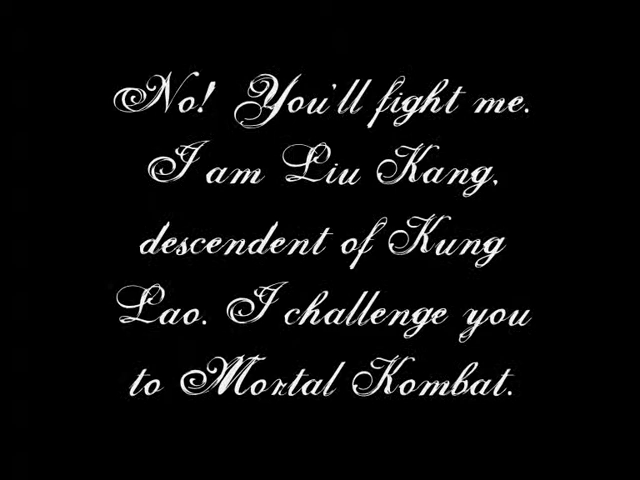 No! You'll fight me.
I am Liu Kang,
descendent of Kung
Lao. I challenge you
to Mortal Kombat.